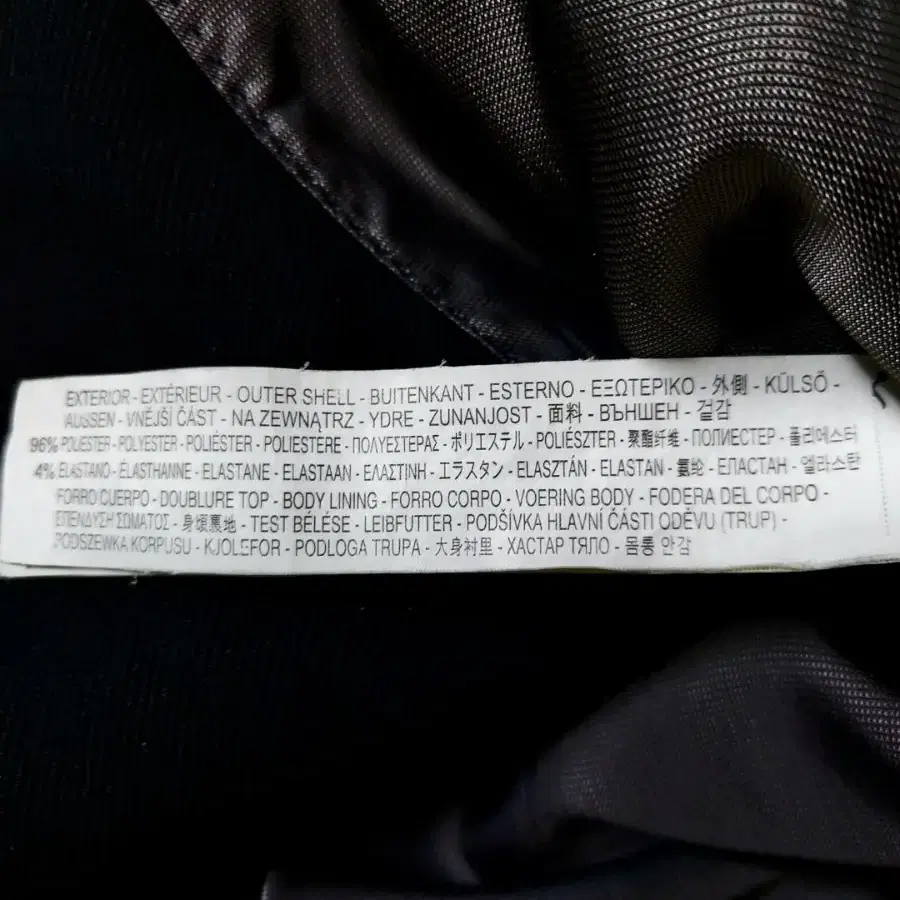 EXTERIOR - EXTÉRIEUR - OUTER SHELL - BUITENKANT - ESTERNO - ΕΞΩΤΕΡΙΚΟ - 外側 - KÜLSŐ -
AUSSEN - VNĚJŠÍ ČÁST - NA ZEWNĄTRZ - YDRE - ZUNANJOST - 面料 - ВЪНШЕН - 겉감
96% POLIESTER - POLYESTER - POLIÉSTER - POLIESTERE - ΠΟΛΥΕΣΤΕΡΑΣ - ポリエステル - POLIÉSZTER - 聚酯纤维 - ПОЛИЕСТЕР - 폴리에스터
4% ELASTANO - ÉLASTHANNE - ELASTANE - ELASTAAN - ΕΛΑΣΤΙΝΗ - エラスタン - ELASZTÁN - ELASTAN - 氨纶 - ЕЛАСТАН - 엘라스탄
FORRO CUERPO - DOUBLURE TOP - BODY LINING - FORRO CORPO - VOERING BODY - FODERA DEL CORPO -
ΕΠΕΝΔΥΣΗ ΣΩΜΑΤΟΣ - 身頃裏地 - TEST BÉLÉSE - LEIBFUTTER - PODŠÍVKA HLAVNÍ ČÁSTI ODĚVU (TRUP) -
PODSZEWKA KORPUSU - KJOLEFOR - PODLOGA TRUPA - 大身衬里 - ХАСТАР ТЯЛО - 몸통 안감